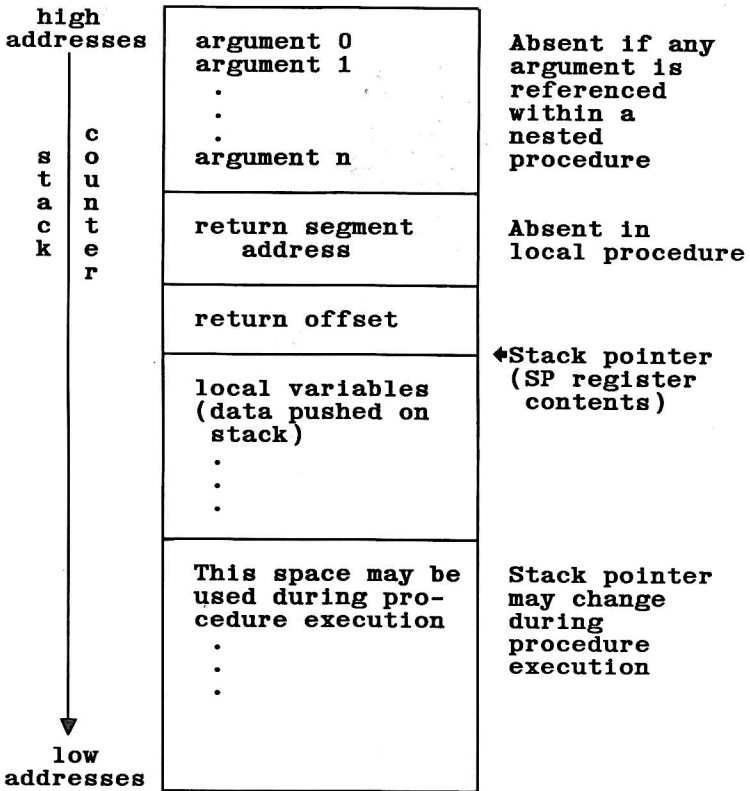 high
addresses
stack
counter
low
addresses
argument 0
argument 1
.
.
.
argument n
Absent if any
argument is
referenced
within a
nested
procedure
return segment
address
Absent in
local procedure
return offset
Stack pointer
(SP register
contents)
local variables
(data pushed on
stack)
.
.
.
This space may be
used during pro-
cedure execution
.
.
.
Stack pointer
may change
during
procedure
execution